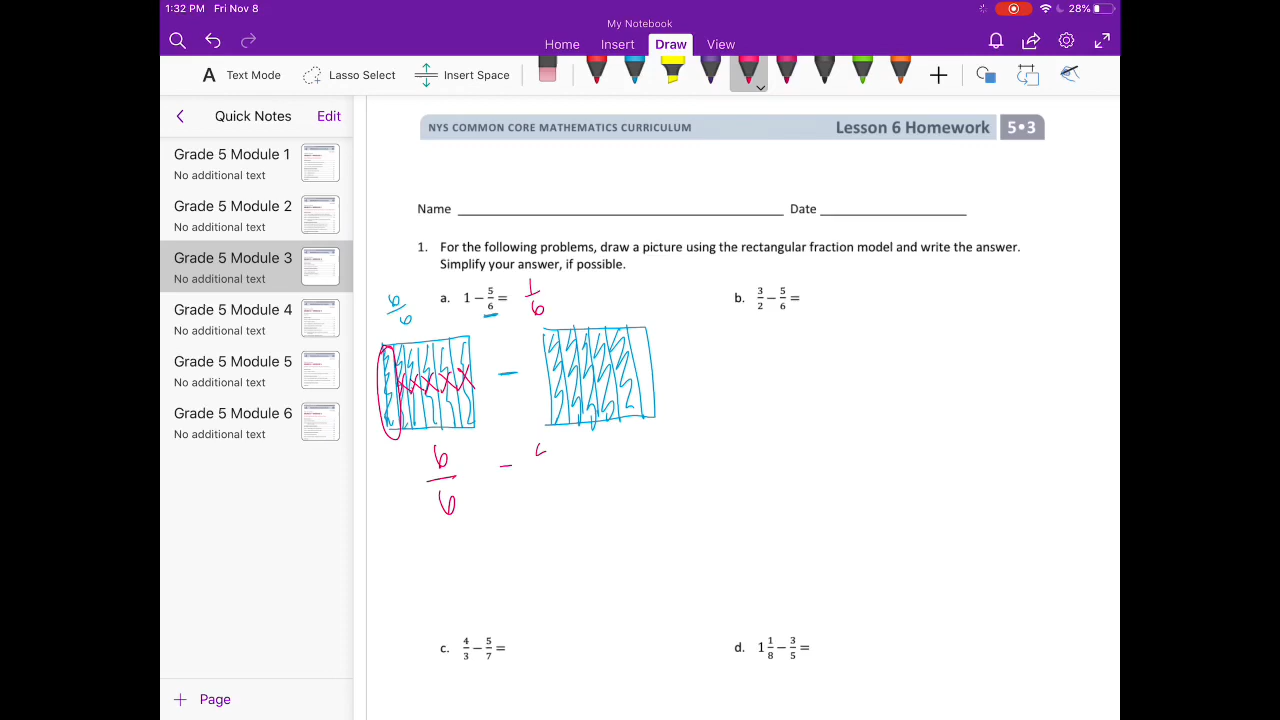 1:32 PM Fri Nov 8
28%
My Notebook
Home Insert Draw View
A Text Mode Lasso Select Insert Space
Quick Notes Edit
Grade 5 Module 1
No additional text
Grade 5 Module 2
No additional text
Grade 5 Module 3
No additional text
Grade 5 Module 4
No additional text
Grade 5 Module 5
No additional text
Grade 5 Module 6
No additional text
+ Page
NYS COMMON CORE MATHEMATICS CURRICULUM Lesson 6 Homework 5•3
Name Date
1. For the following problems, draw a picture using the rectangular fraction model and write the answer.
Simplify your answer, if possible.
a. 1 − 5/6 = 1/6
b. 3/2 − 5/6 =
6/6
−
6/6 −
c. 4/3 − 5/7 =
d. 1 1/8 − 3/5 =